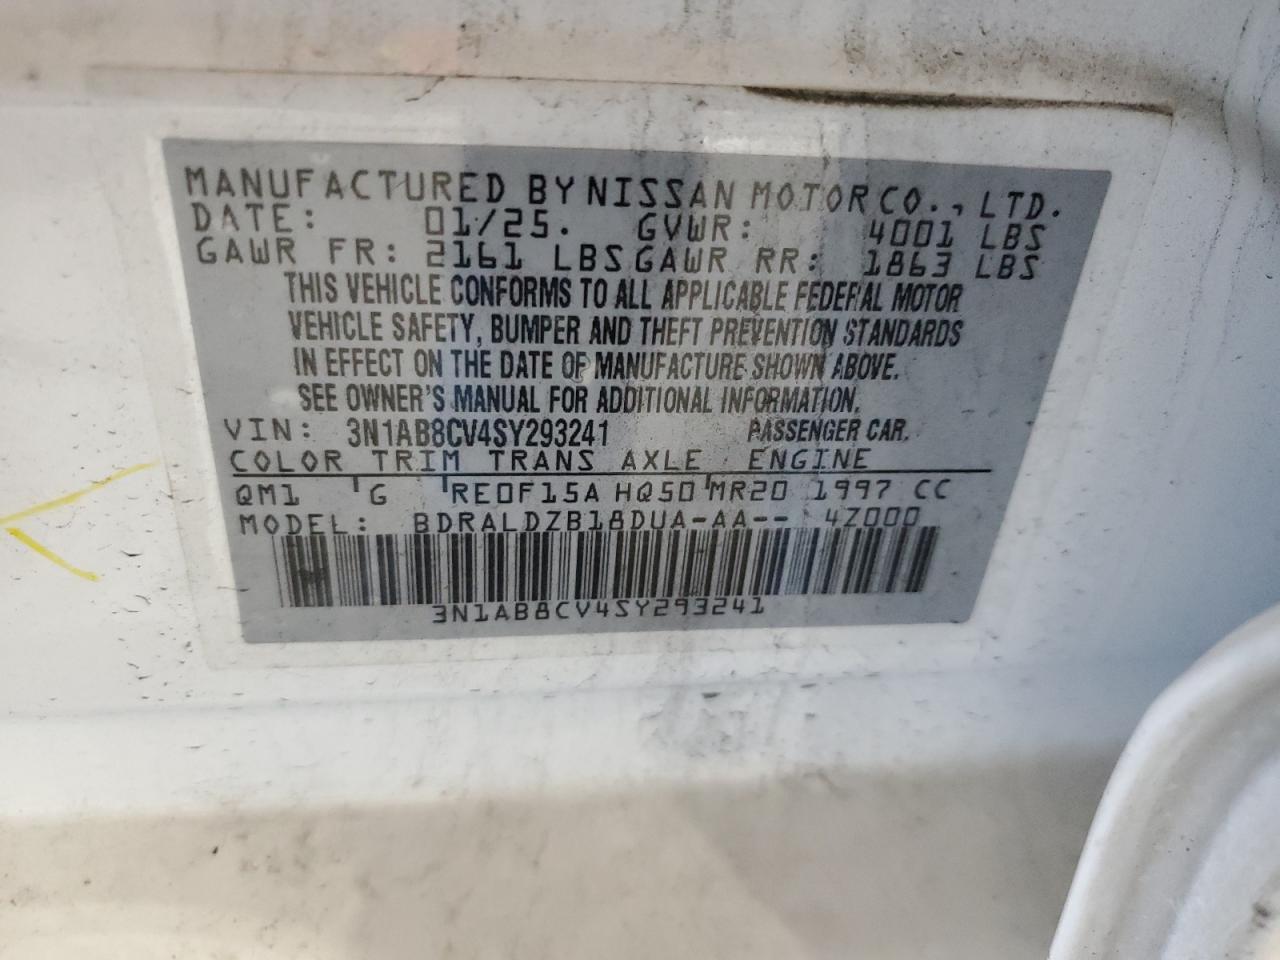 MANUFACTURED BY NISSAN MOTOR CO., LTD.
DATE: 01/25. GVWR: 4001 LBS
GAWR FR: 2161 LBS GAWR RR: 1863 LBS
THIS VEHICLE CONFORMS TO ALL APPLICABLE FEDERAL MOTOR
VEHICLE SAFETY, BUMPER AND THEFT PREVENTION STANDARDS
IN EFFECT ON THE DATE OF MANUFACTURE SHOWN ABOVE.
SEE OWNER'S MANUAL FOR ADDITIONAL INFORMATION.
VIN: 3N1AB8CV4SY293241 PASSENGER CAR.
COLOR TRIM TRANS AXLE ENGINE
QM1 ' G ' RE0F15A HQ50 ' MR20 1997 CC
MODEL: BDRALDZB18DUA-AA-- 4Z000
3N1AB8CV4SY293241